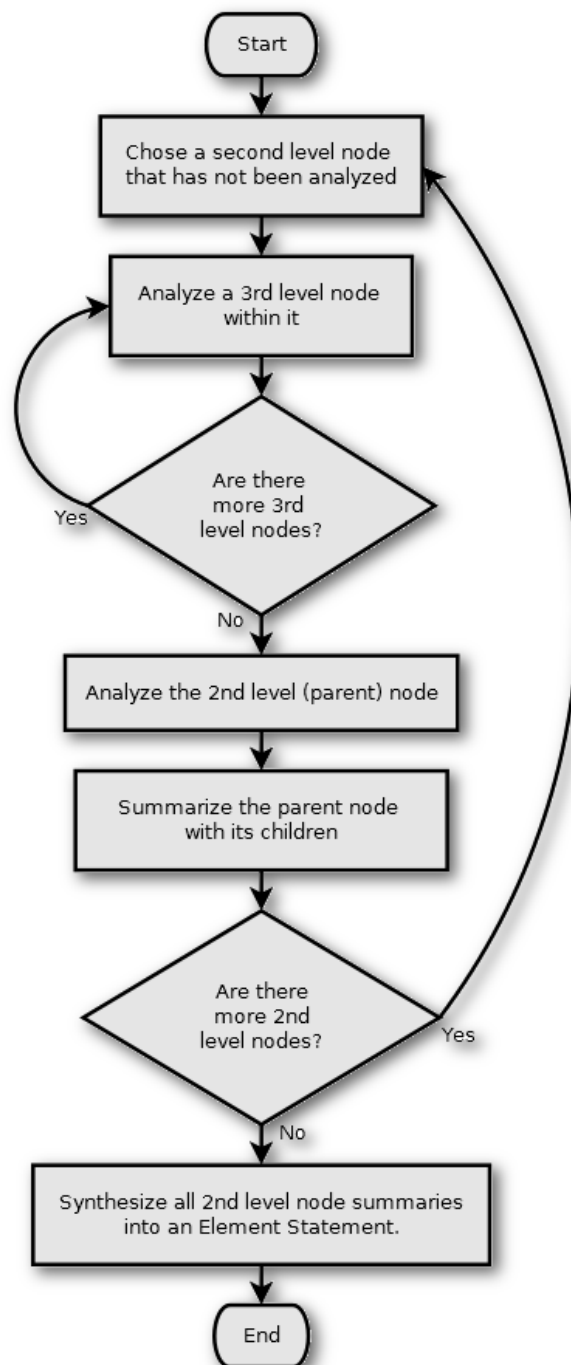 Start
Chose a second level node
that has not been analyzed
Analyze a 3rd level node
within it
Are there
more 3rd
level nodes?
Yes
No
Analyze the 2nd level (parent) node
Summarize the parent node
with its children
Are there
more 2nd
level nodes?
Yes
No
Synthesize all 2nd level node summaries
into an Element Statement.
End